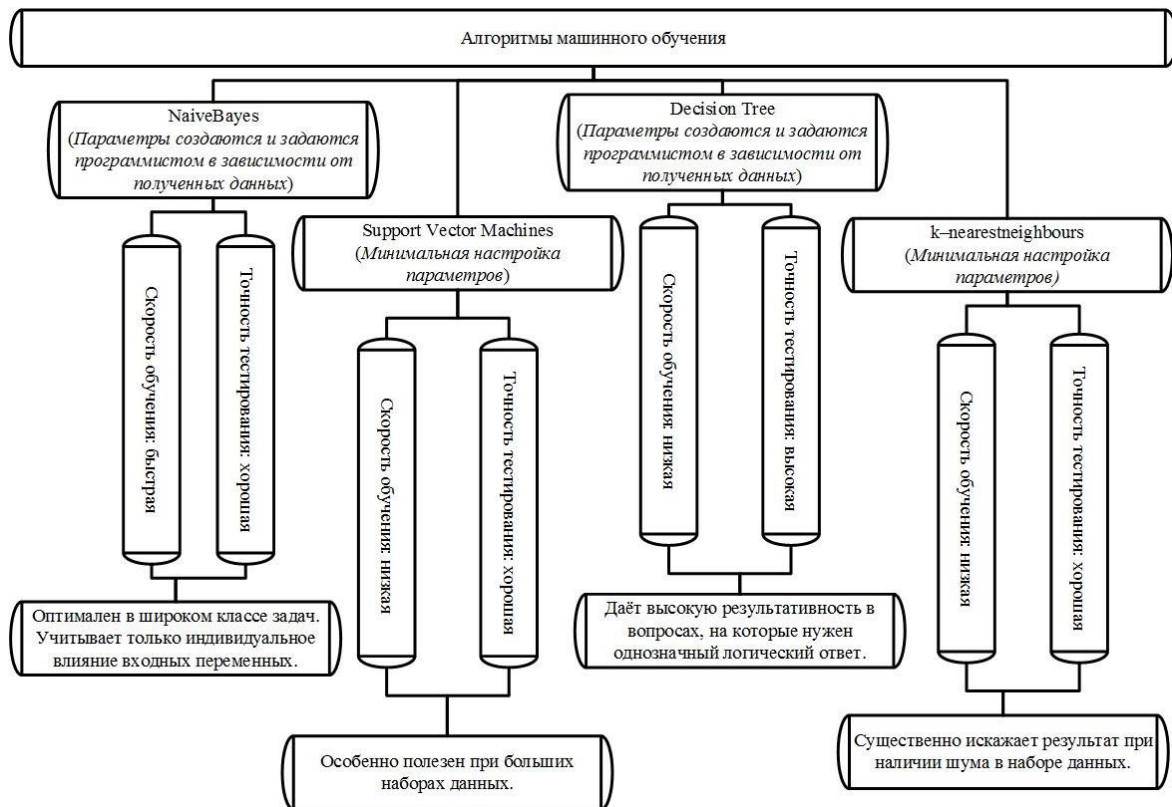 Алгоритмы машинного обучения
NaiveBayes
(Параметры создаются и задаются
программистом в зависимости от
полученных данных)
Скорость обучения: быстрая
Точность тестирования: хорошая
Оптимален в широком классе задач.
Учитывает только индивидуальное
влияние входных переменных.
Support Vector Machines
(Минимальная настройка
параметров)
Скорость обучения: низкая
Точность тестирования: хорошая
Особенно полезен при больших
наборах данных.
Decision Tree
(Параметры создаются и задаются
программистом в зависимости от
полученных данных)
Скорость обучения: низкая
Точность тестирования: высокая
Даёт высокую результативность в
вопросах, на которые нужен
однозначный логический ответ.
k–nearestneighbours
(Минимальная настройка
параметров)
Скорость обучения: низкая
Точность тестирования: хорошая
Существенно искажает результат при
наличии шума в наборе данных.